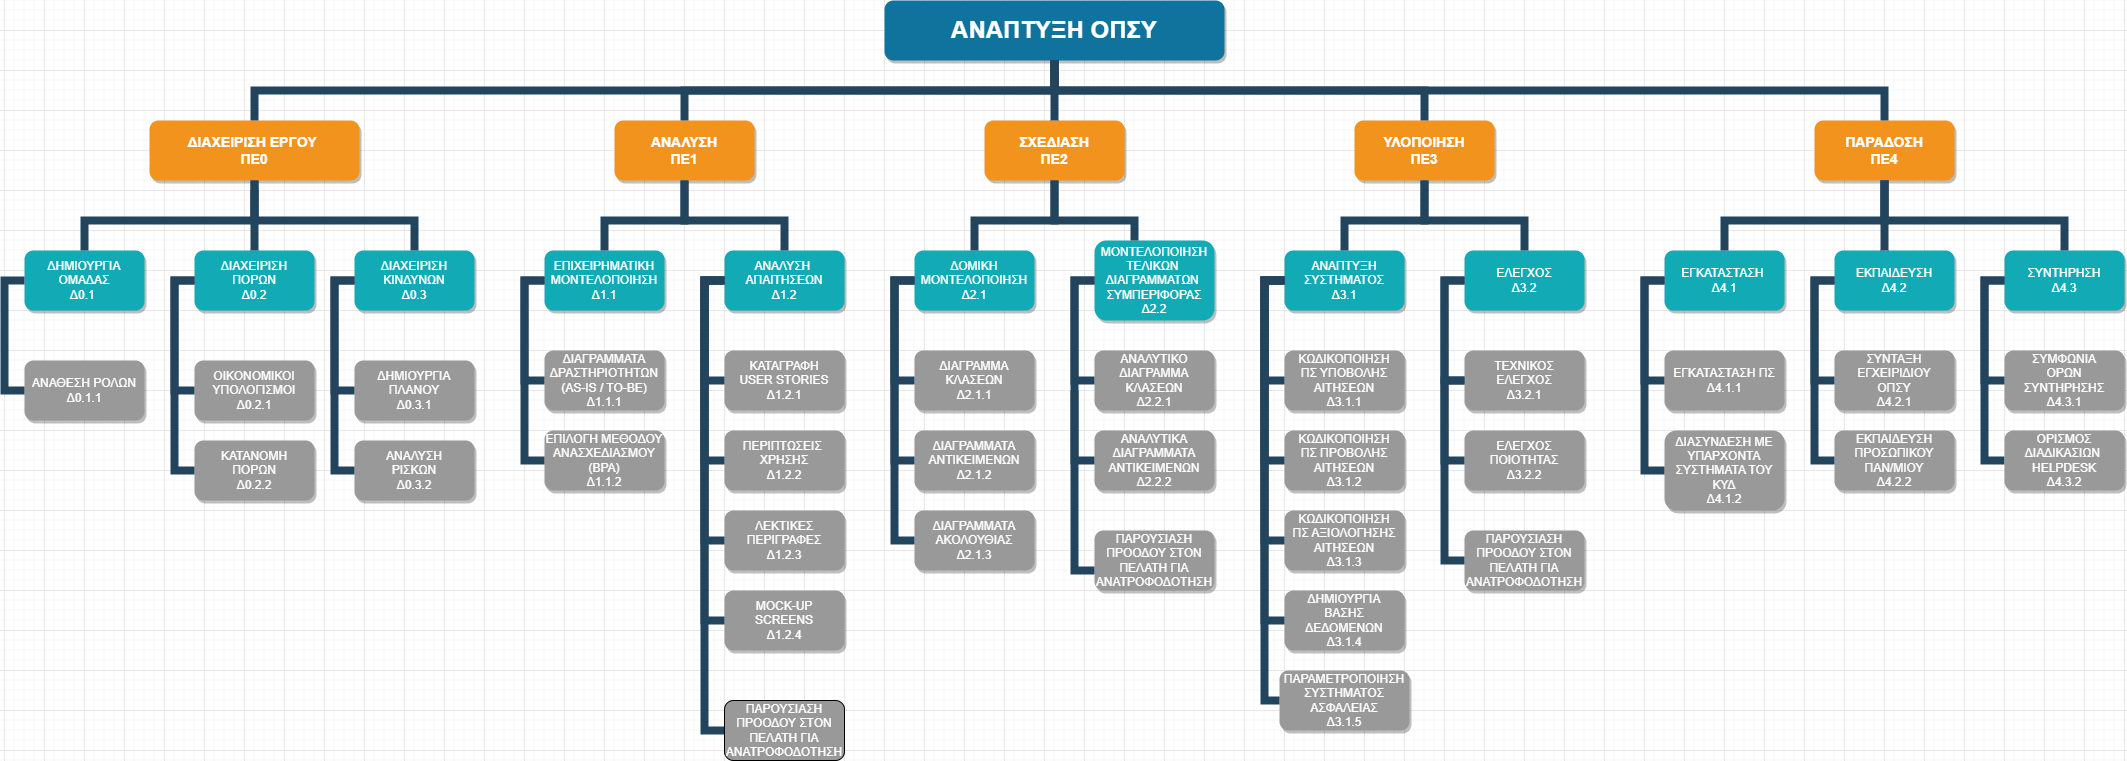 ΑΝΑΠΤΥΞΗ ΟΠΣΥ
ΔΙΑΧΕΙΡΙΣΗ ΕΡΓΟΥ
ΠΕ0
ΑΝΑΛΥΣΗ
ΠΕ1
ΣΧΕΔΙΑΣΗ
ΠΕ2
ΥΛΟΠΟΙΗΣΗ
ΠΕ3
ΠΑΡΑΔΟΣΗ
ΠΕ4
ΔΗΜΙΟΥΡΓΙΑ
ΟΜΑΔΑΣ
Δ0.1
ΔΙΑΧΕΙΡΙΣΗ
ΠΟΡΩΝ
Δ0.2
ΔΙΑΧΕΙΡΙΣΗ
ΚΙΝΔΥΝΩΝ
Δ0.3
ΕΠΙΧΕΙΡΗΜΑΤΙΚΗ
ΜΟΝΤΕΛΟΠΟΙΗΣΗ
Δ1.1
ΑΝΑΛΥΣΗ
ΑΠΑΙΤΗΣΕΩΝ
Δ1.2
ΔΟΜΙΚΗ
ΜΟΝΤΕΛΟΠΟΙΗΣΗ
Δ2.1
ΜΟΝΤΕΛΟΠΟΙΗΣΗ
ΤΕΛΙΚΩΝ
ΔΙΑΓΡΑΜΜΑΤΩΝ
ΣΥΜΠΕΡΙΦΟΡΑΣ
Δ2.2
ΑΝΑΠΤΥΞΗ
ΣΥΣΤΗΜΑΤΟΣ
Δ3.1
ΕΛΕΓΧΟΣ
Δ3.2
ΕΓΚΑΤΑΣΤΑΣΗ
Δ4.1
ΕΚΠΑΙΔΕΥΣΗ
Δ4.2
ΣΥΝΤΗΡΗΣΗ
Δ4.3
ΑΝΑΘΕΣΗ ΡΟΛΩΝ
Δ0.1.1
ΟΙΚΟΝΟΜΙΚΟΙ
ΥΠΟΛΟΓΙΣΜΟΙ
Δ0.2.1
ΔΗΜΙΟΥΡΓΙΑ
ΠΛΑΝΟΥ
Δ0.3.1
ΔΙΑΓΡΑΜΜΑΤΑ
ΔΡΑΣΤΗΡΙΟΤΗΤΩΝ
(AS-IS / TO-BE)
Δ1.1.1
ΚΑΤΑΓΡΑΦΗ
USER STORIES
Δ1.2.1
ΔΙΑΓΡΑΜΜΑ
ΚΛΑΣΕΩΝ
Δ2.1.1
ΑΝΑΛΥΤΙΚΟ
ΔΙΑΓΡΑΜΜΑ
ΚΛΑΣΕΩΝ
Δ2.2.1
ΚΩΔΙΚΟΠΟΙΗΣΗ
ΠΣ ΥΠΟΒΟΛΗΣ
ΑΙΤΗΣΕΩΝ
Δ3.1.1
ΤΕΧΝΙΚΟΣ
ΕΛΕΓΧΟΣ
Δ3.2.1
ΕΓΚΑΤΑΣΤΑΣΗ ΠΣ
Δ4.1.1
ΣΥΝΤΑΞΗ
ΕΓΧΕΙΡΙΔΙΟΥ
ΟΠΣΥ
Δ4.2.1
ΣΥΜΦΩΝΙΑ
ΟΡΩΝ
ΣΥΝΤΗΡΗΣΗΣ
Δ4.3.1
ΚΑΤΑΝΟΜΗ
ΠΟΡΩΝ
Δ0.2.2
ΑΝΑΛΥΣΗ
ΡΙΣΚΩΝ
Δ0.3.2
ΕΠΙΛΟΓΗ ΜΕΘΟΔΟΥ
ΑΝΑΣΧΕΔΙΑΣΜΟΥ
(BPA)
Δ1.1.2
ΠΕΡΙΠΤΩΣΕΙΣ
ΧΡΗΣΗΣ
Δ1.2.2
ΔΙΑΓΡΑΜΜΑΤΑ
ΑΝΤΙΚΕΙΜΕΝΩΝ
Δ2.1.2
ΑΝΑΛΥΤΙΚΑ
ΔΙΑΓΡΑΜΜΑΤΑ
ΑΝΤΙΚΕΙΜΕΝΩΝ
Δ2.2.2
ΚΩΔΙΚΟΠΟΙΗΣΗ
ΠΣ ΠΡΟΒΟΛΗΣ
ΑΙΤΗΣΕΩΝ
Δ3.1.2
ΕΛΕΓΧΟΣ
ΠΟΙΟΤΗΤΑΣ
Δ3.2.2
ΔΙΑΣΥΝΔΕΣΗ ΜΕ
ΥΠΑΡΧΟΝΤΑ
ΣΥΣΤΗΜΑΤΑ ΤΟΥ
ΚΥΔ
Δ4.1.2
ΕΚΠΑΙΔΕΥΣΗ
ΠΡΟΣΩΠΙΚΟΥ
ΠΑΝ/ΜΙΟΥ
Δ4.2.2
ΟΡΙΣΜΟΣ
ΔΙΑΔΙΚΑΣΙΩΝ
HELPDESK
Δ4.3.2
ΛΕΚΤΙΚΕΣ
ΠΕΡΙΓΡΑΦΕΣ
Δ1.2.3
ΔΙΑΓΡΑΜΜΑΤΑ
ΑΚΟΛΟΥΘΙΑΣ
Δ2.1.3
ΠΑΡΟΥΣΙΑΣΗ
ΠΡΟΟΔΟΥ ΣΤΟΝ
ΠΕΛΑΤΗ ΓΙΑ
ΑΝΑΤΡΟΦΟΔΟΤΗΣΗ
ΚΩΔΙΚΟΠΟΙΗΣΗ
ΠΣ ΑΞΙΟΛΟΓΗΣΗΣ
ΑΙΤΗΣΕΩΝ
Δ3.1.3
ΠΑΡΟΥΣΙΑΣΗ
ΠΡΟΟΔΟΥ ΣΤΟΝ
ΠΕΛΑΤΗ ΓΙΑ
ΑΝΑΤΡΟΦΟΔΟΤΗΣΗ
MOCK-UP
SCREENS
Δ1.2.4
ΔΗΜΙΟΥΡΓΙΑ
ΒΑΣΗΣ
ΔΕΔΟΜΕΝΩΝ
Δ3.1.4
ΠΑΡΟΥΣΙΑΣΗ
ΠΡΟΟΔΟΥ ΣΤΟΝ
ΠΕΛΑΤΗ ΓΙΑ
ΑΝΑΤΡΟΦΟΔΟΤΗΣΗ
ΠΑΡΑΜΕΤΡΟΠΟΙΗΣΗ
ΣΥΣΤΗΜΑΤΟΣ
ΑΣΦΑΛΕΙΑΣ
Δ3.1.5